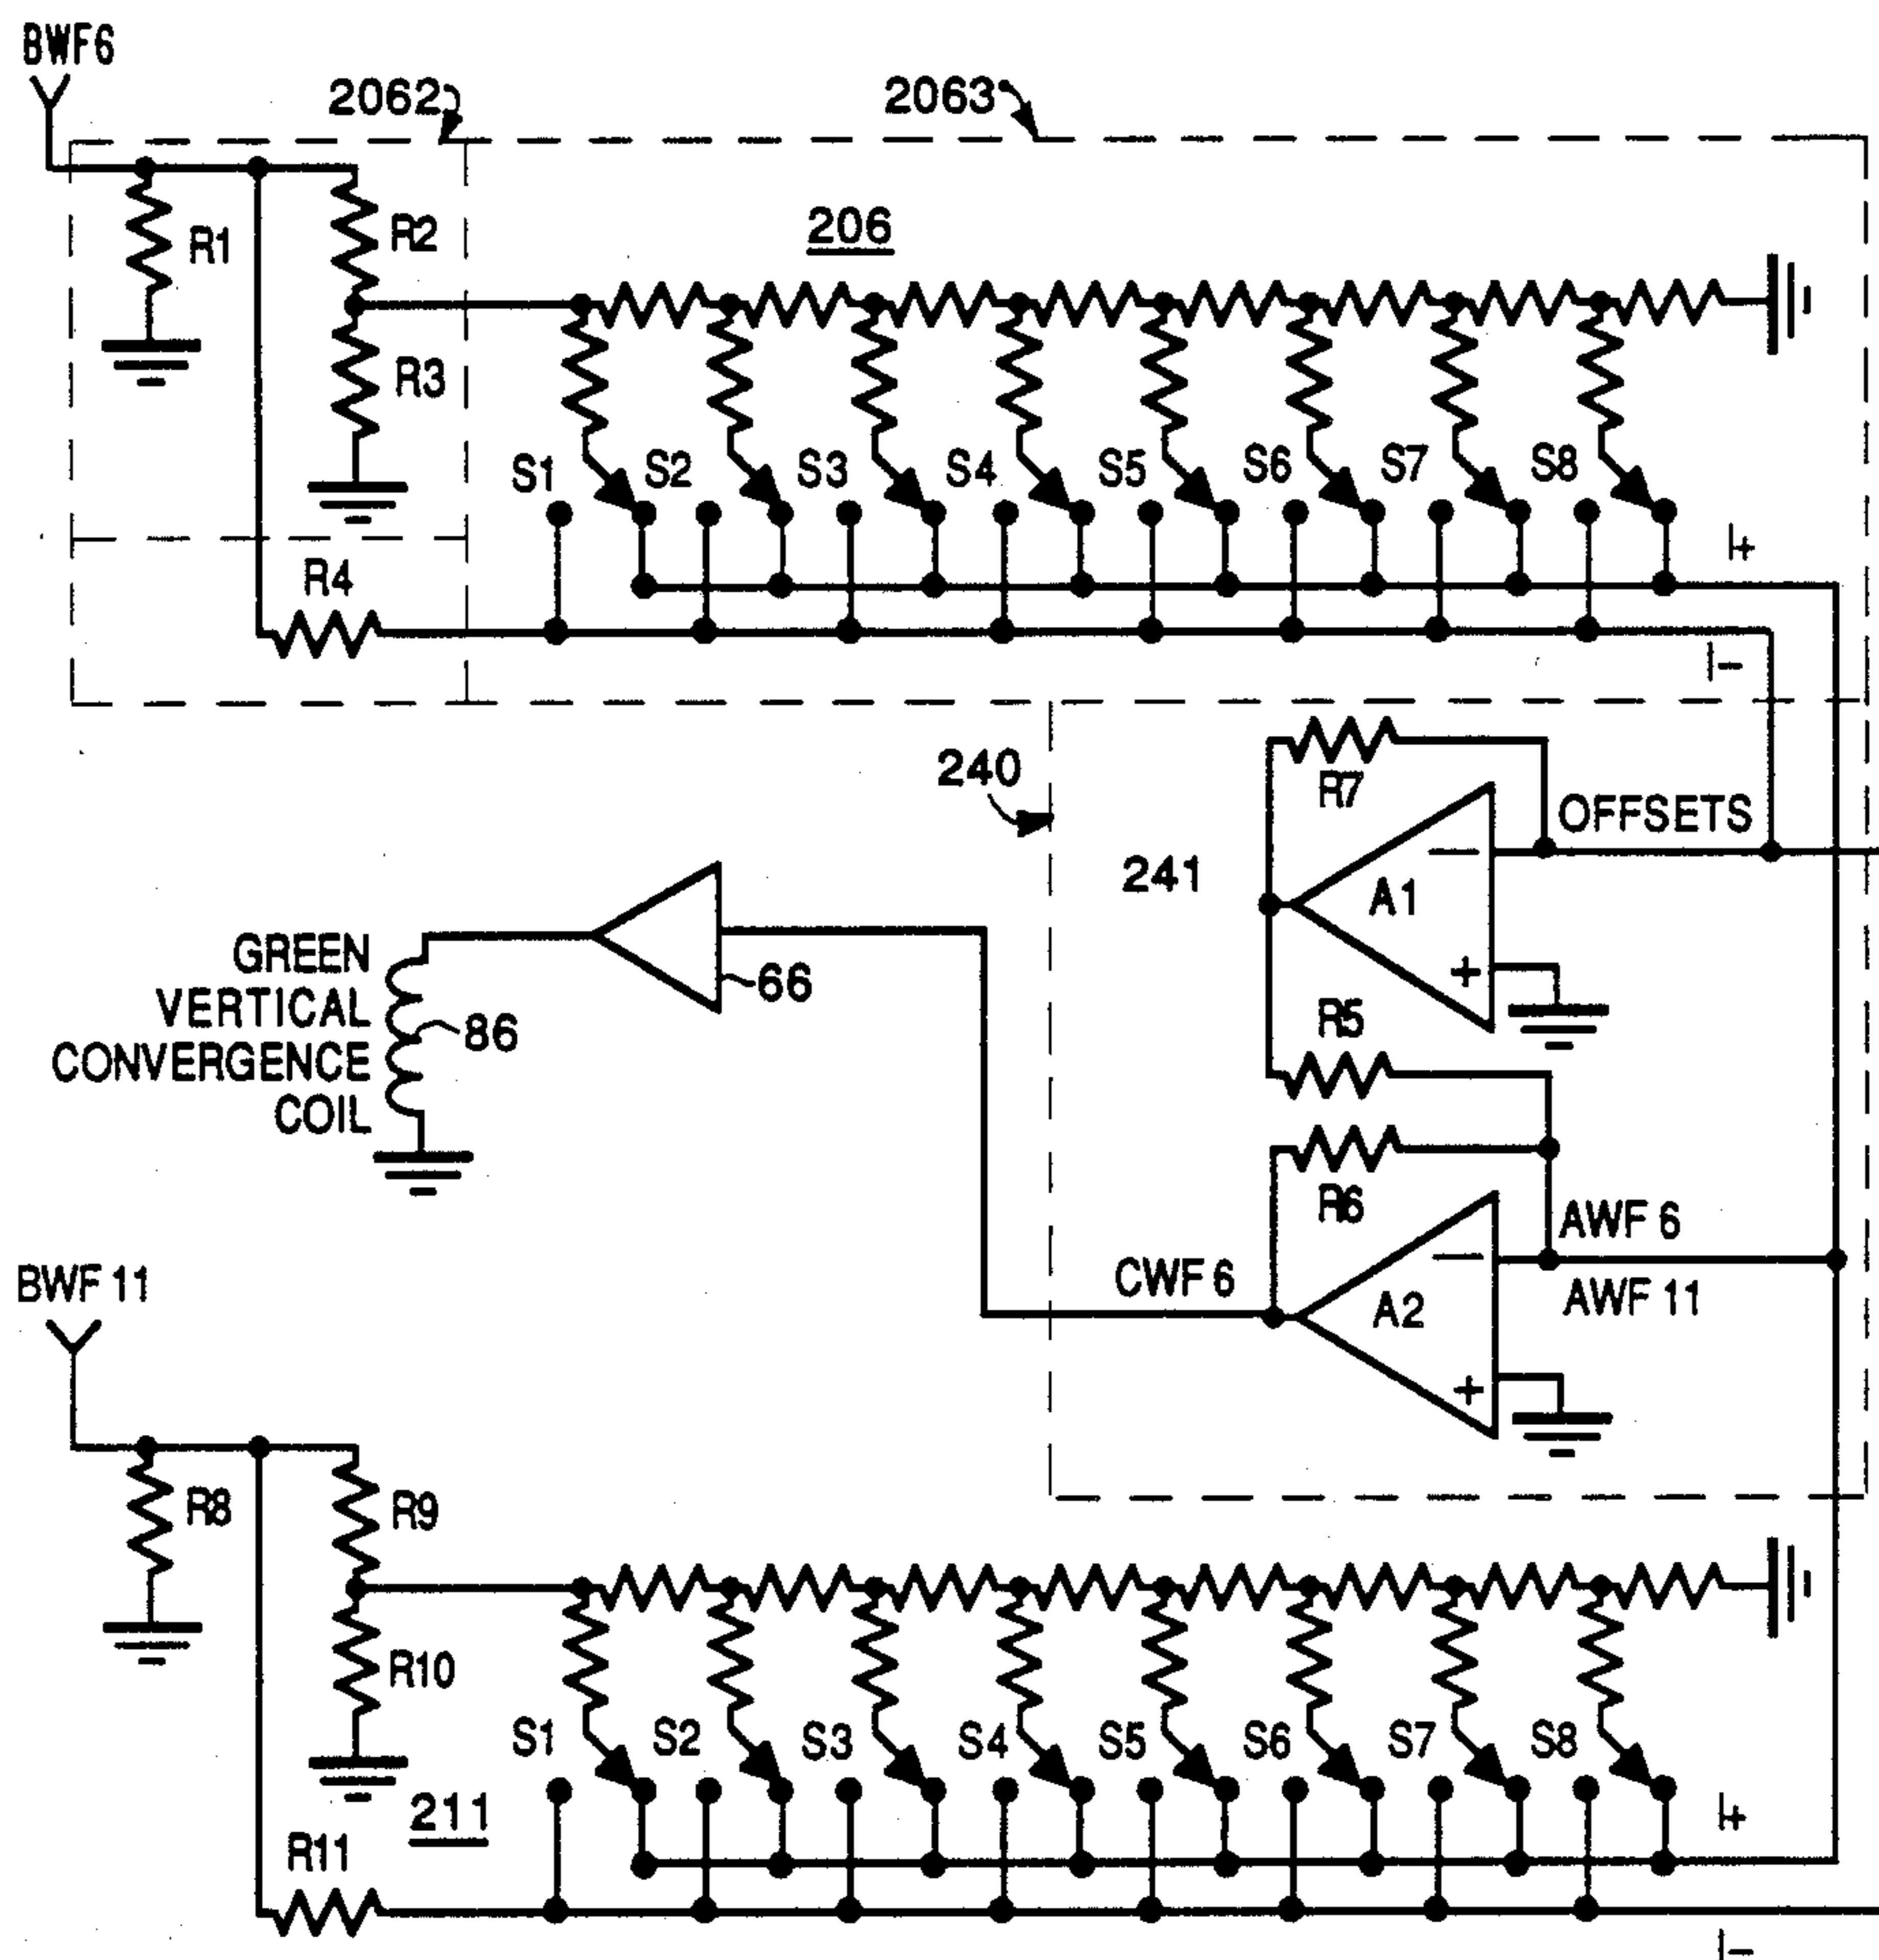 BWF6
2062
2063
R1
R2
206
R3
S1
S2
S3
S4
S5
S6
S7
S8
R4
I+
I-
240
R7
OFFSETS
241
A1
GREEN
VERTICAL
CONVERGENCE
COIL
66
86
R5
R6
AWF 6
CWF 6
AWF 11
BWF 11
A2
R8
R9
R10
S1
S2
S3
S4
S5
S6
S7
S8
211
R11
I+
I-